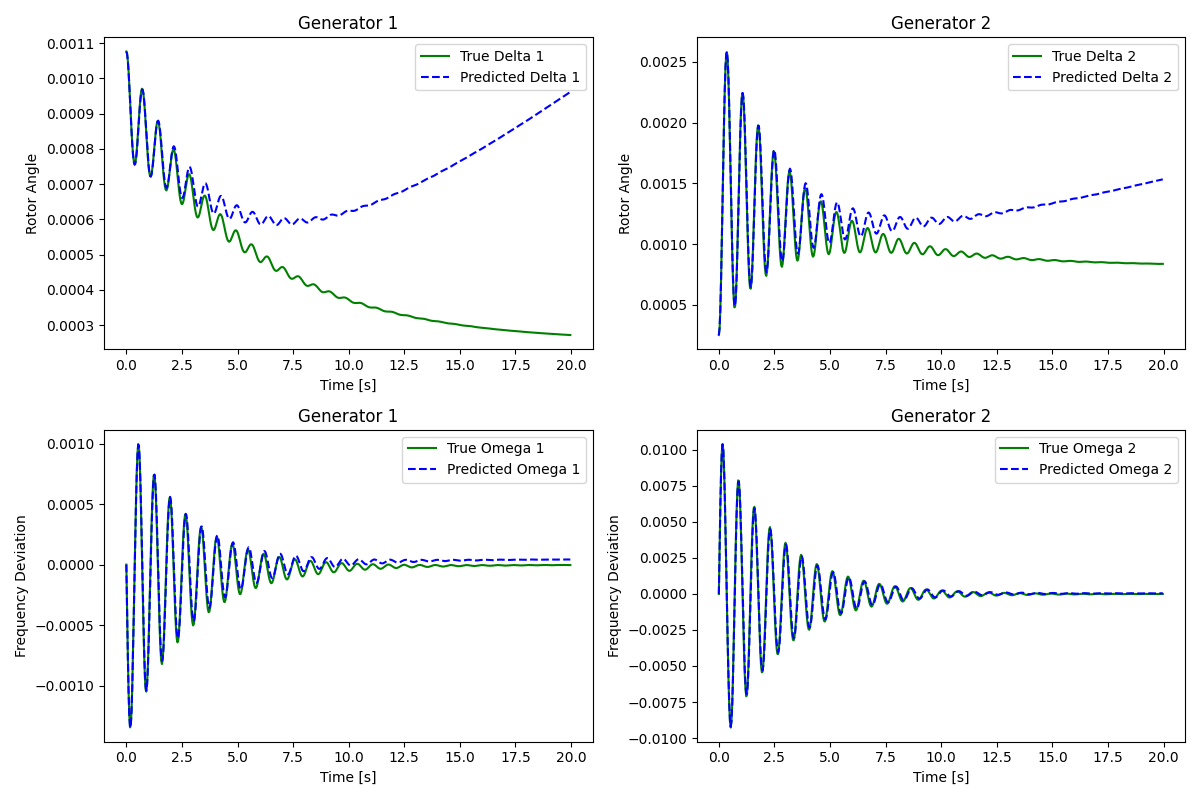 Generator 1
Rotor Angle
0.0011
0.0010
0.0009
0.0008
0.0007
0.0006
0.0005
0.0004
0.0003
True Delta 1
Predicted Delta 1
0.0 2.5 5.0 7.5 10.0 12.5 15.0 17.5 20.0
Time [s]
Generator 2
Rotor Angle
0.0025
0.0020
0.0015
0.0010
0.0005
True Delta 2
Predicted Delta 2
0.0 2.5 5.0 7.5 10.0 12.5 15.0 17.5 20.0
Time [s]
Generator 1
Frequency Deviation
0.0010
0.0005
0.0000
−0.0005
−0.0010
True Omega 1
Predicted Omega 1
0.0 2.5 5.0 7.5 10.0 12.5 15.0 17.5 20.0
Time [s]
Generator 2
Frequency Deviation
0.0100
0.0075
0.0050
0.0025
0.0000
−0.0025
−0.0050
−0.0075
−0.0100
True Omega 2
Predicted Omega 2
0.0 2.5 5.0 7.5 10.0 12.5 15.0 17.5 20.0
Time [s]